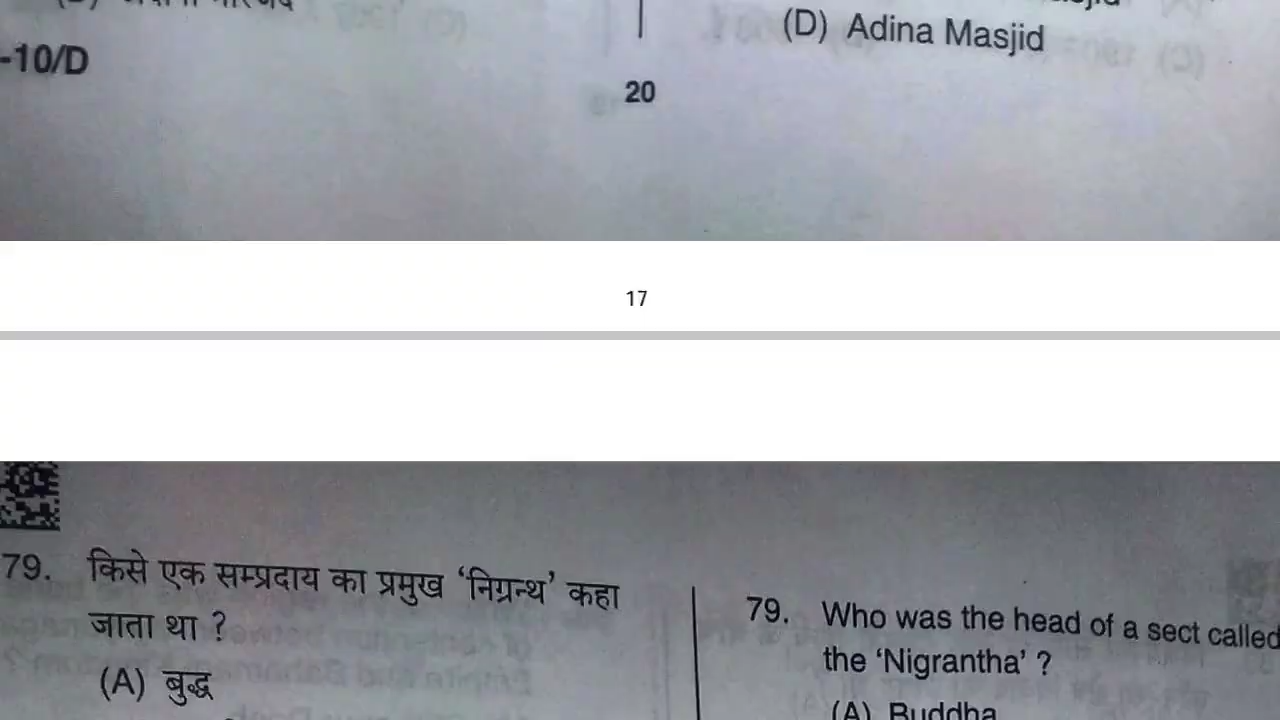 (D) Adina Masjid
-10/D
20
17
79. किसे एक सम्प्रदाय का प्रमुख ‘निग्रन्थ’ कहा
जाता था ?
(A) बुद्ध
79. Who was the head of a sect called
the ‘Nigrantha’ ?
(A) Buddha